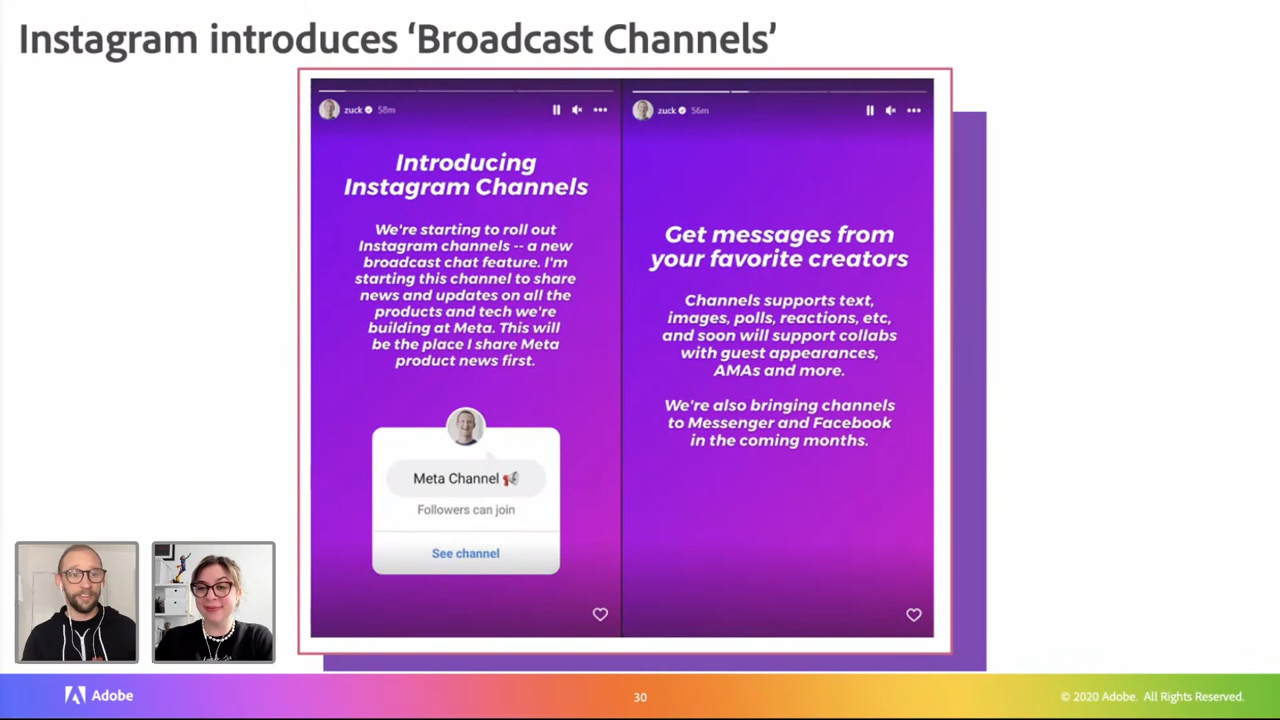 Instagram introduces ‘Broadcast Channels’
zuck 58m
Introducing
Instagram Channels
We're starting to roll out
Instagram channels -- a new
broadcast chat feature. I'm
starting this channel to share
news and updates on all the
products and tech we're
building at Meta. This will
be the place I share Meta
product news first.
Meta Channel
Followers can join
See channel
zuck 56m
Get messages from
your favorite creators
Channels supports text,
images, polls, reactions, etc,
and soon will support collabs
with guest appearances,
AMAs and more.
We're also bringing channels
to Messenger and Facebook
in the coming months.
Adobe
30
© 2020 Adobe. All Rights Reserved.